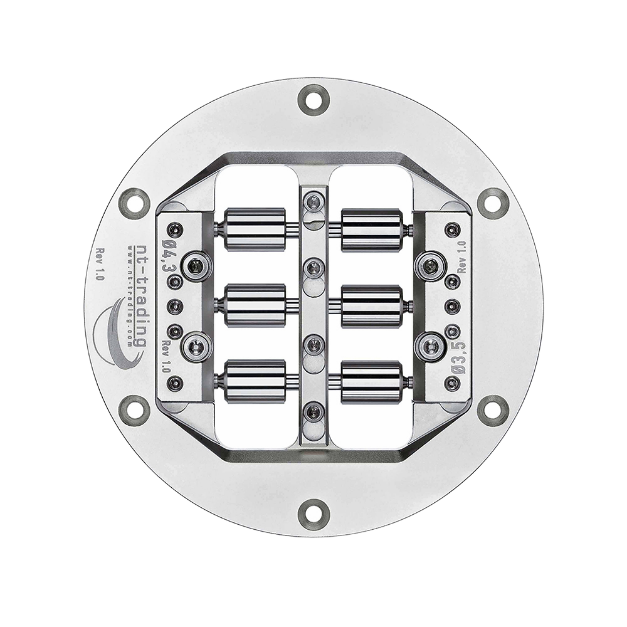 Rev 1.0
nt-trading
www.nt-trading.com
Ø4,3
Rev 1.0
Rev 1.0
Ø3,5